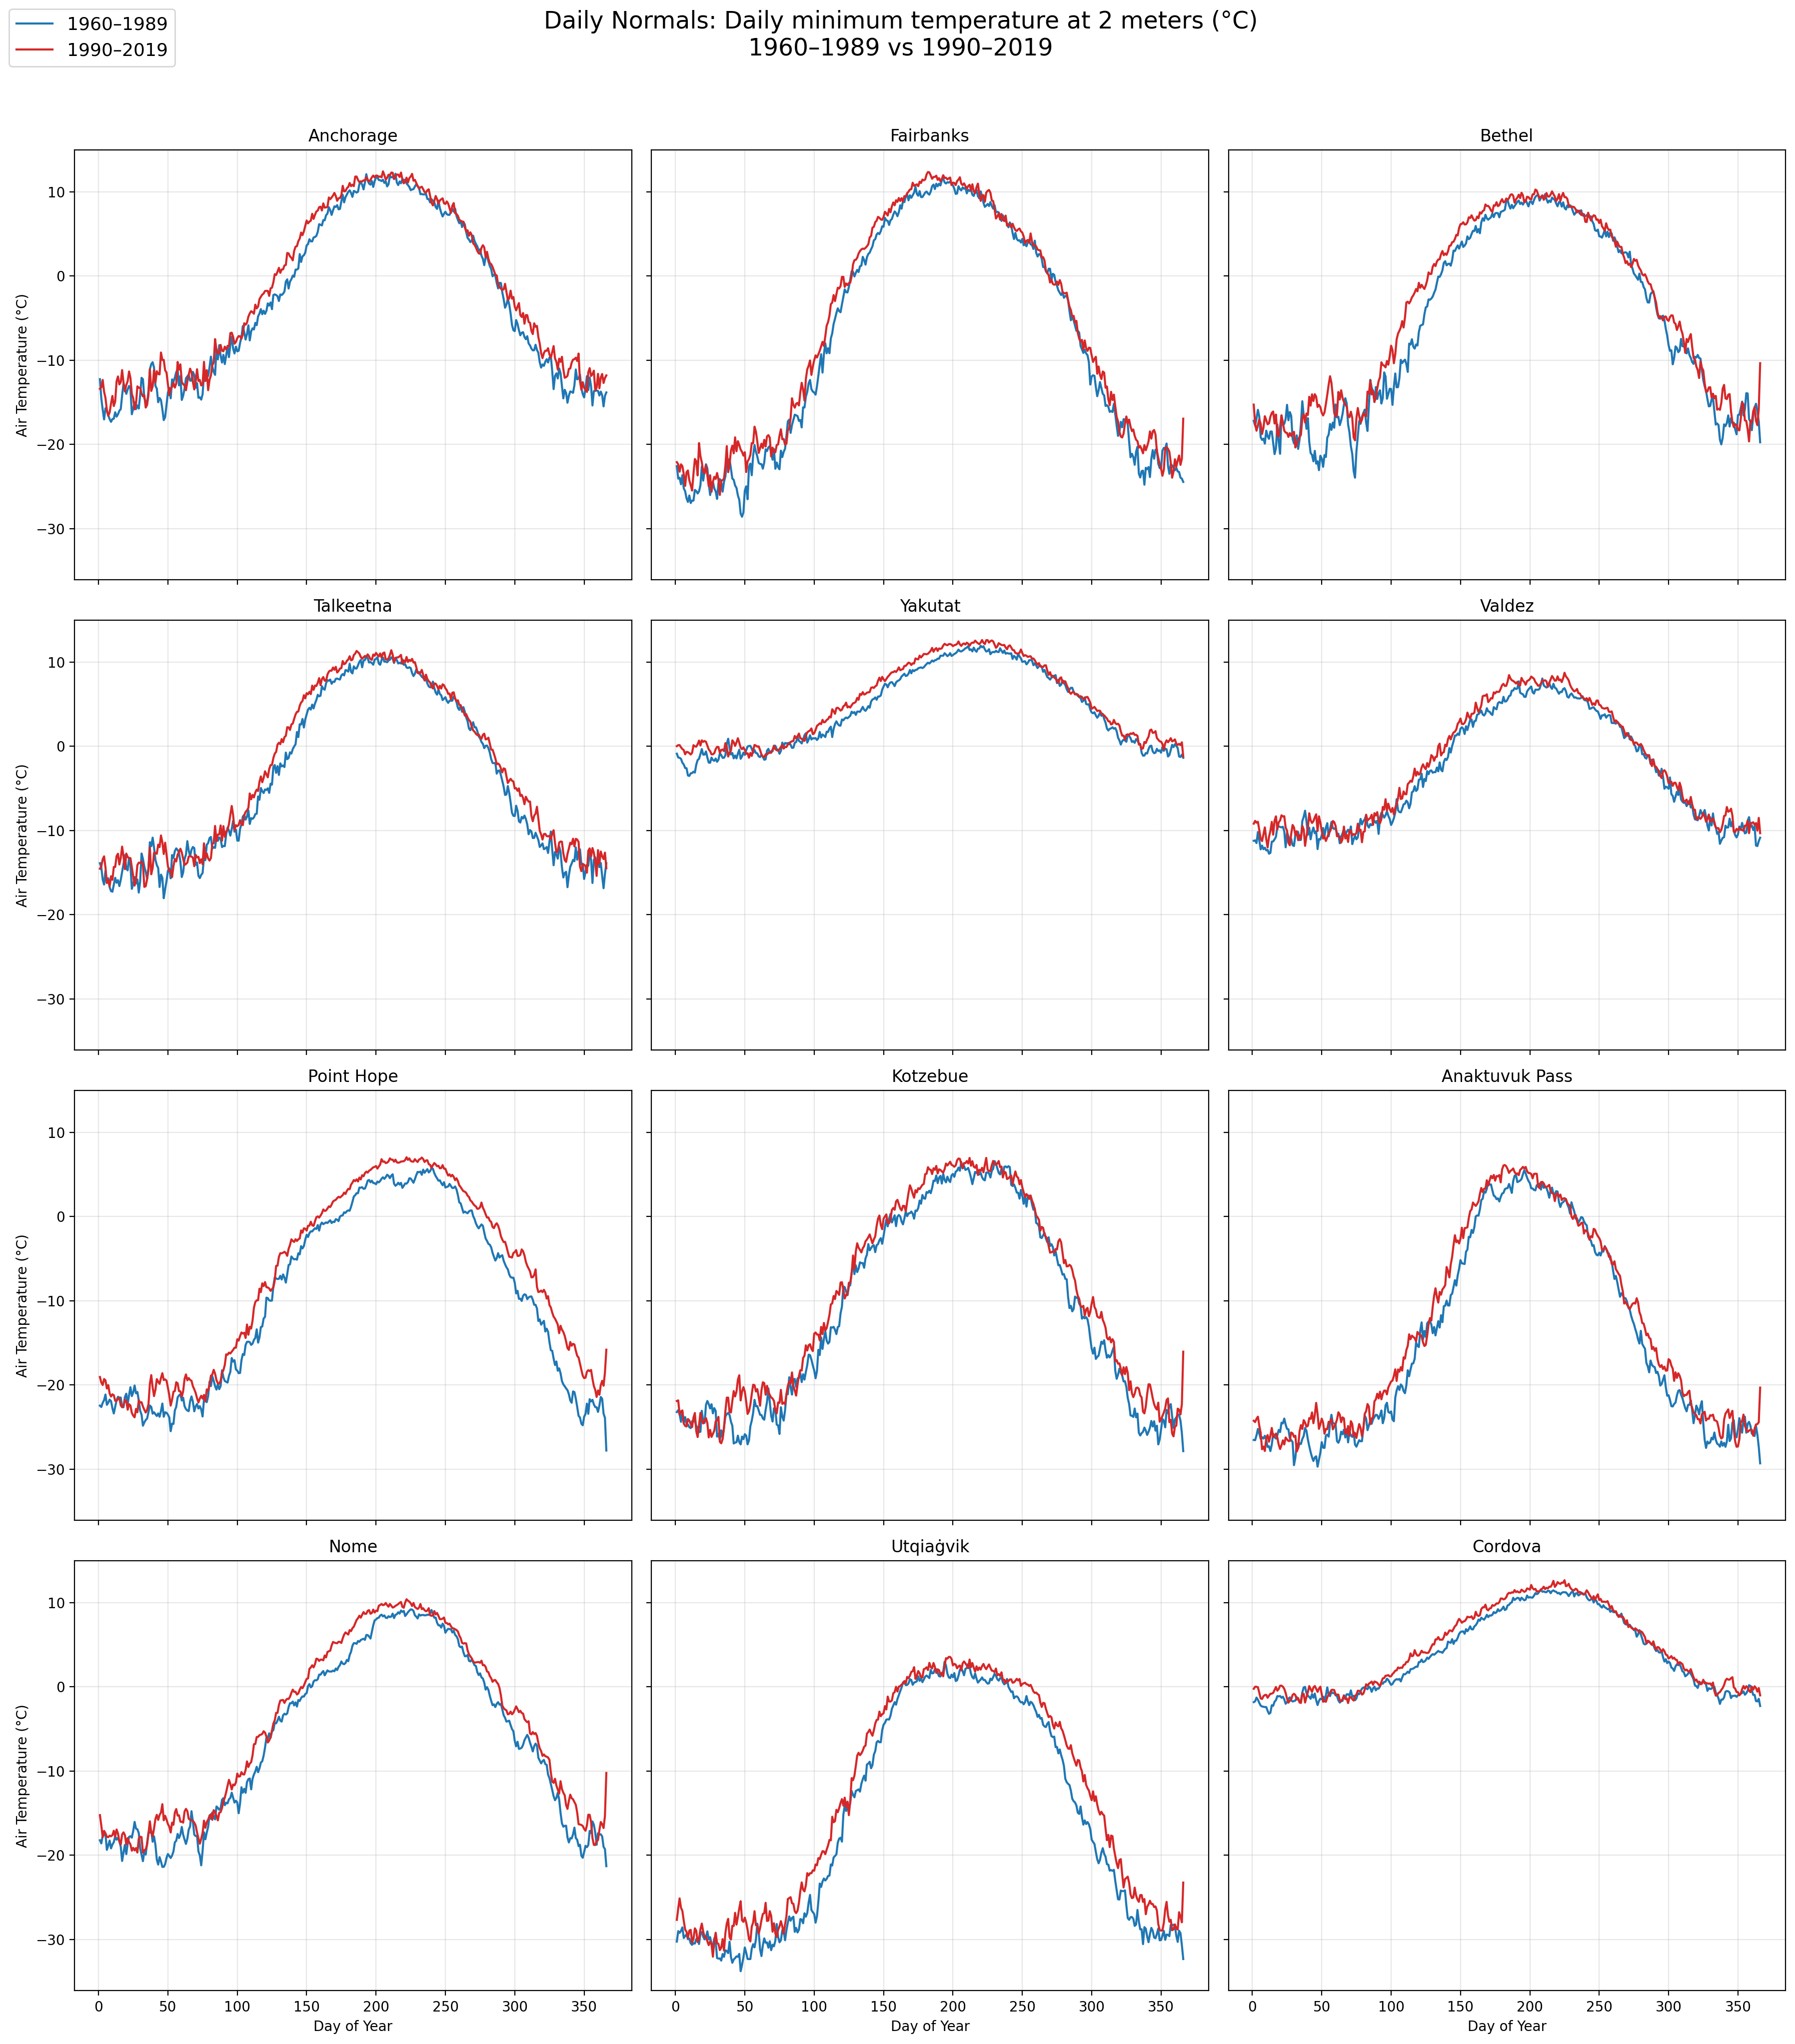 1960–1989
1990–2019
Daily Normals: Daily minimum temperature at 2 meters (°C)
1960–1989 vs 1990–2019
Anchorage
Fairbanks
Bethel
10
0
−10
−20
−30
Air Temperature (°C)
Talkeetna
Yakutat
Valdez
10
0
−10
−20
−30
Air Temperature (°C)
Point Hope
Kotzebue
Anaktuvuk Pass
10
0
−10
−20
−30
Air Temperature (°C)
Nome
Utqiaġvik
Cordova
10
0
−10
−20
−30
Air Temperature (°C)
0 50 100 150 200 250 300 350
0 50 100 150 200 250 300 350
0 50 100 150 200 250 300 350
Day of Year
Day of Year
Day of Year